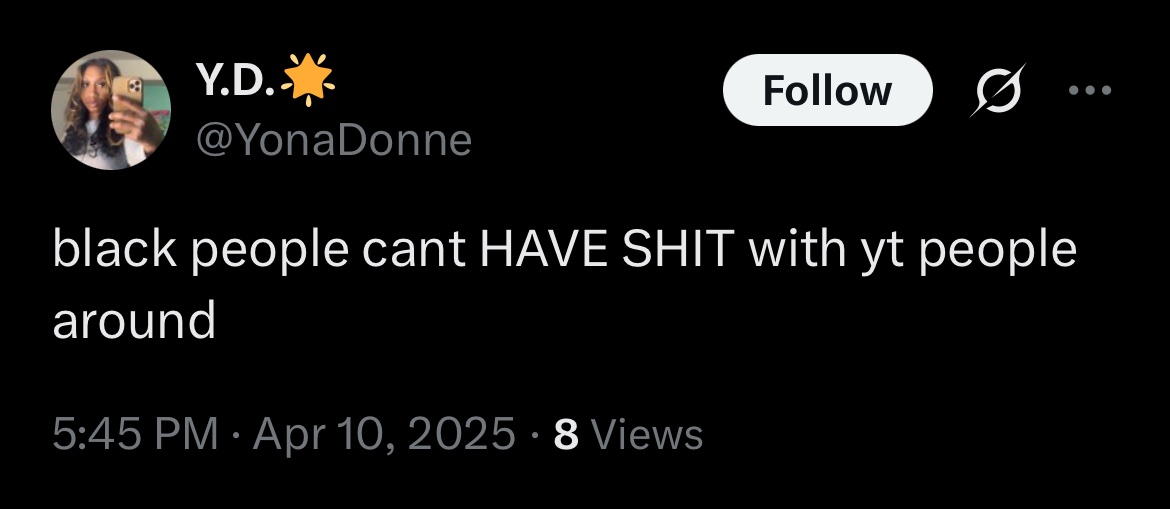 Y.D.🌟
Follow
@YonaDonne
black people cant HAVE SHIT with yt people
around
5:45 PM · Apr 10, 2025 · 8 Views